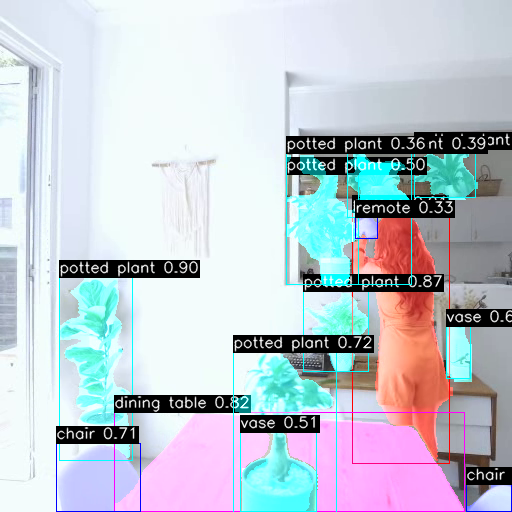 potted plant 0.36
nt 0.39
ant
potted plant 0.50
remote 0.33
potted plant 0.90
potted plant 0.87
vase 0.6
potted plant 0.72
dining table 0.82
vase 0.51
chair 0.71
chair